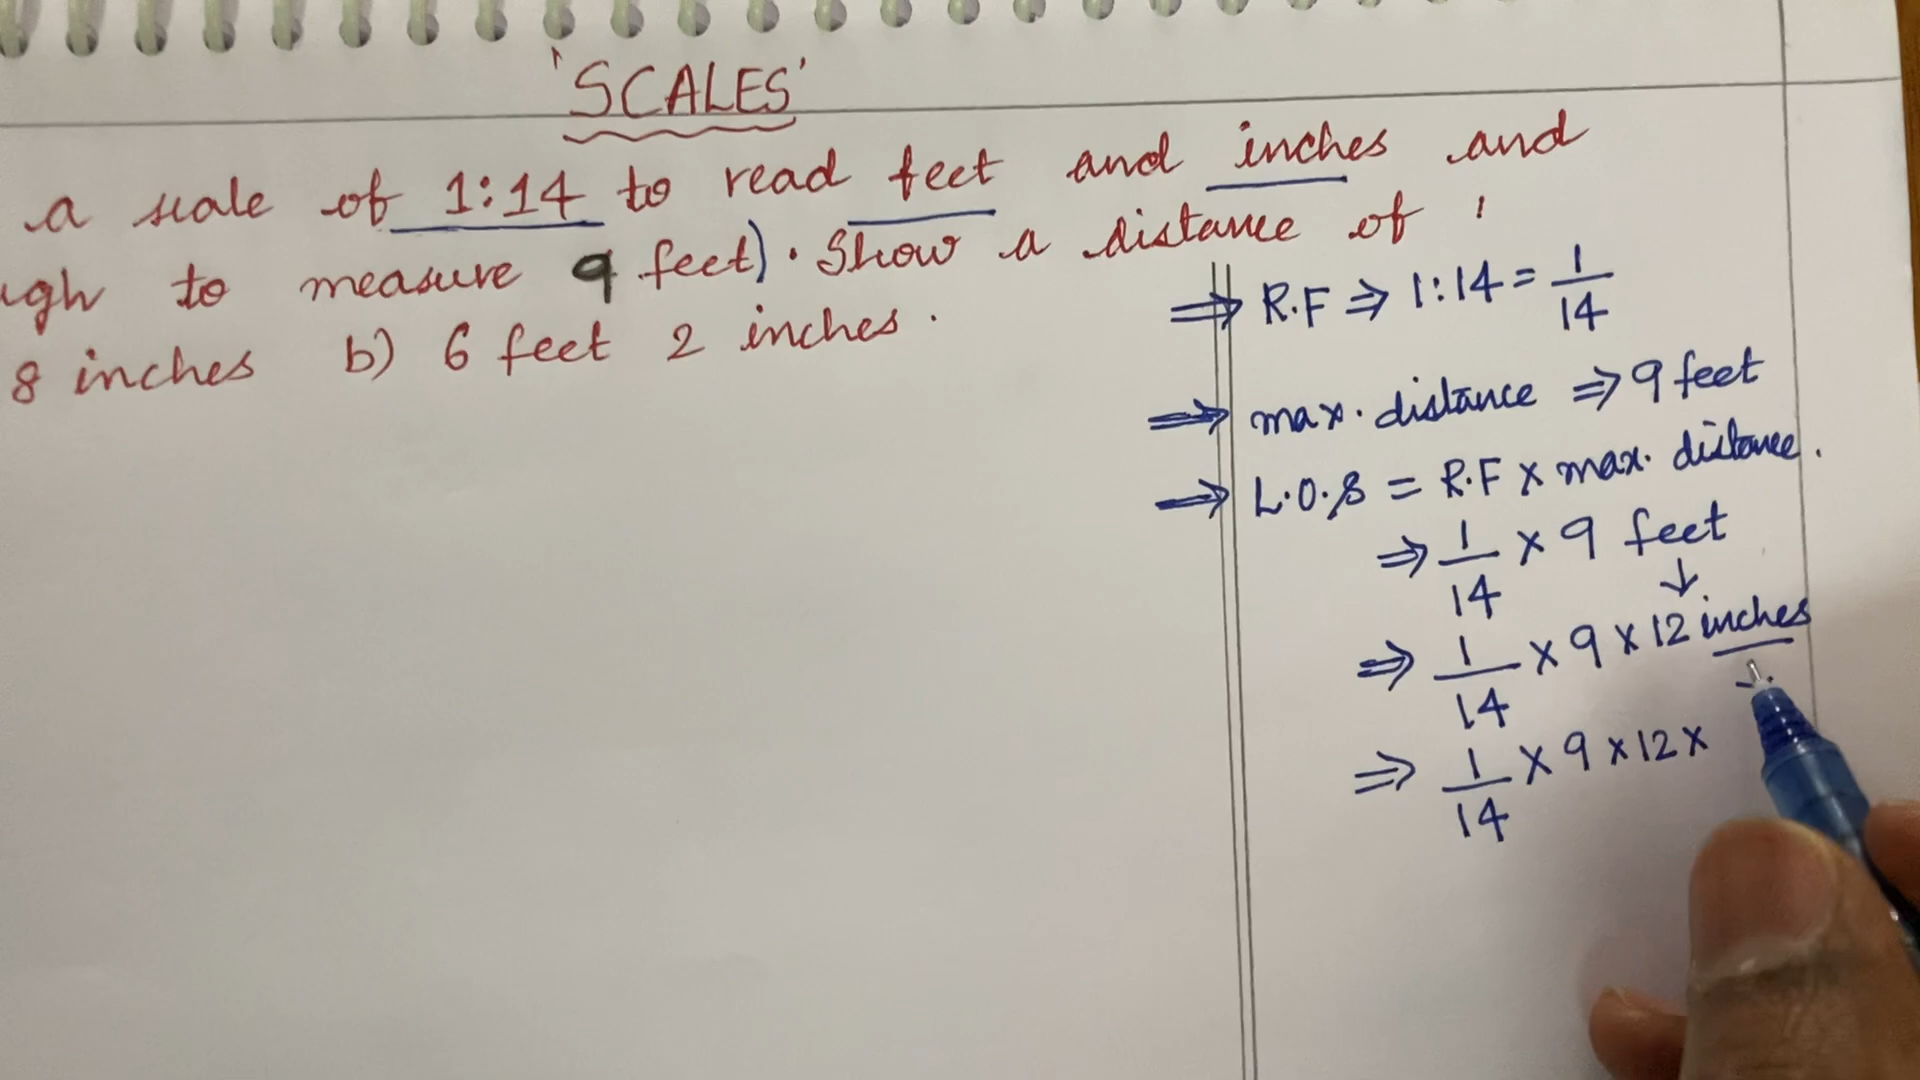 'SCALES'
a scale of 1:14 to read feet and inches and
ugh to measure 9 feet). Show a distance of
8 inches b) 6 feet 2 inches.
⇒ R.F ⇒ 1:14 = 1/14
⇒ max. distance ⇒ 9 feet
⇒ L.O.S = R.F × max. distance.
⇒ 1/14 × 9 feet
↓
⇒ 1/14 × 9 × 12 inches
⇒ 1/14 × 9 × 12 ×